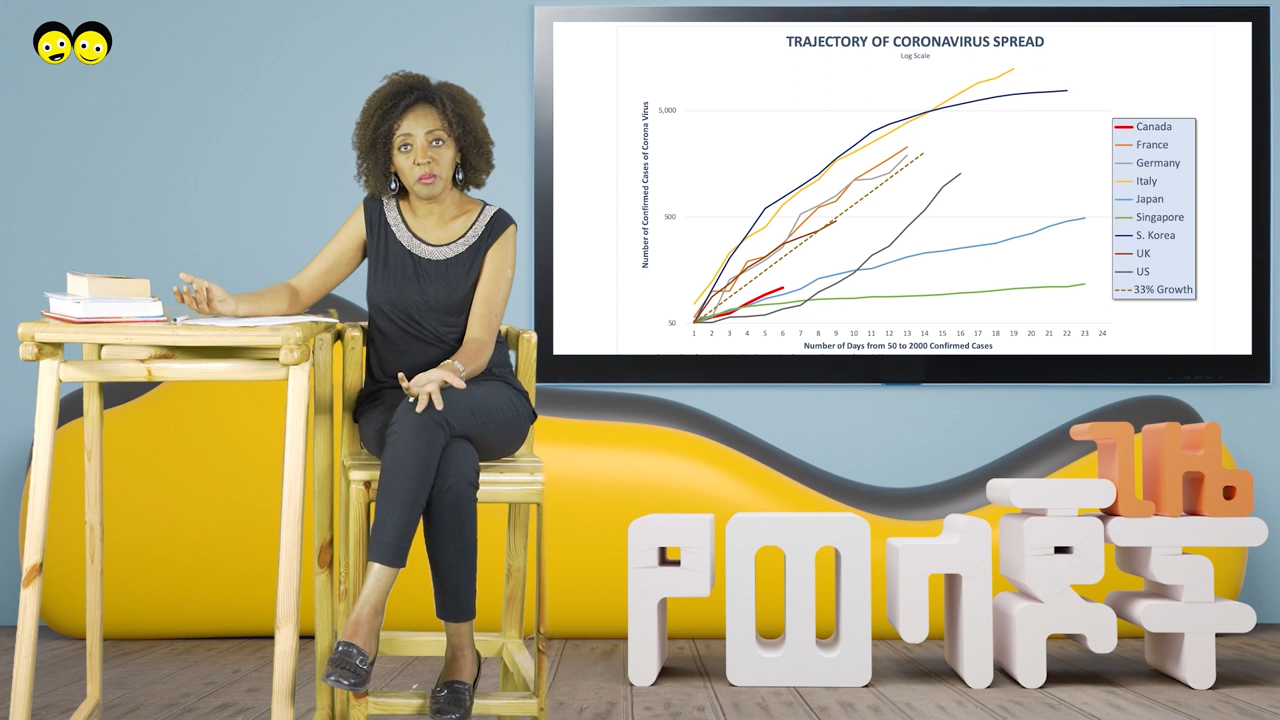 TRAJECTORY OF CORONAVIRUS SPREAD
Log Scale
Number of Confirmed Cases of Corona Virus
5,000
500
50
1 2 3 4 5 6 7 8 9 10 11 12 13 14 15 16 17 18 19 20 21 22 23 24
Number of Days from 50 to 2000 Confirmed Cases
Canada
France
Germany
Italy
Japan
Singapore
S. Korea
UK
US
33% Growth
የወላጆች
ጊዜ